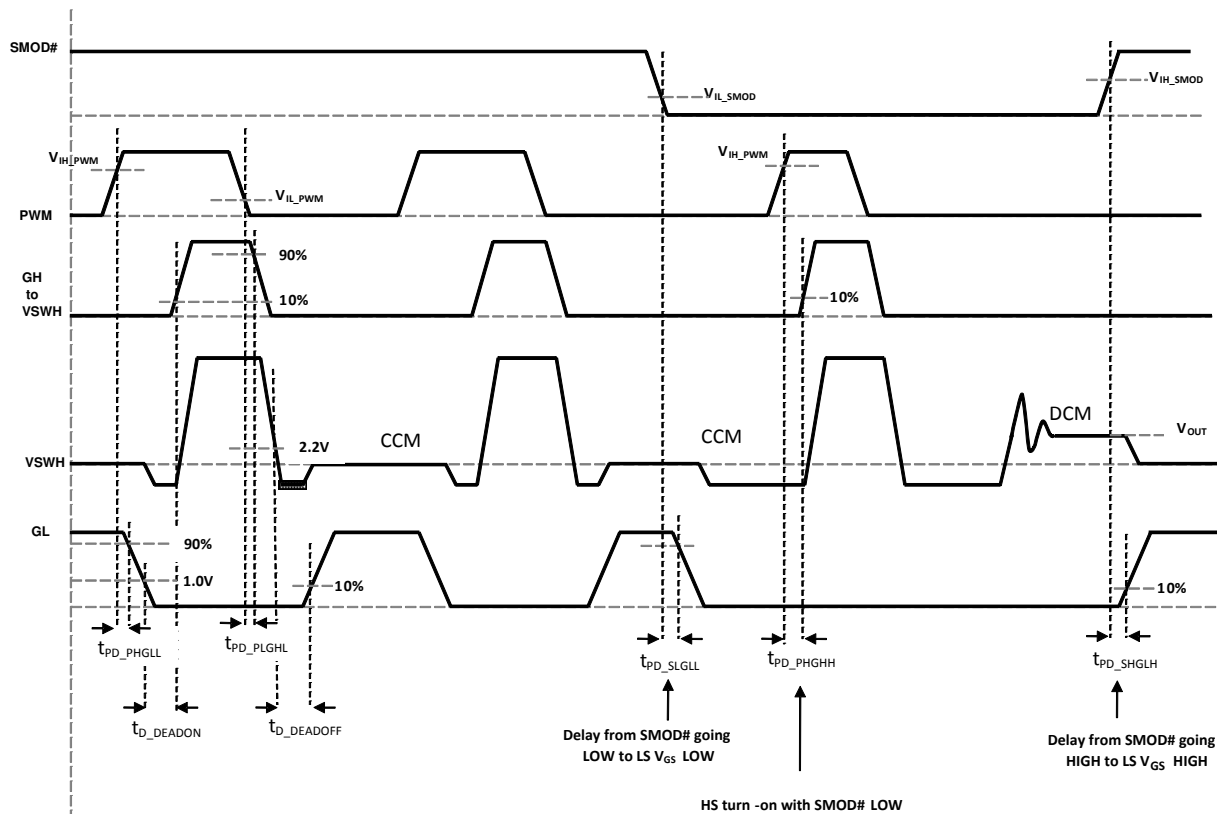 SMOD#
V_IL_SMOD
V_IH_SMOD
V_IH_PWM
V_IL_PWM
V_IH_PWM
PWM
90%
10%
10%
GH
to
VSWH
2.2V
CCM
CCM
DCM
V_OUT
VSWH
GL
90%
1.0V
10%
10%
t_PD_PHGLL
t_PD_PLGHL
t_PD_SLGLL
t_PD_PHGHH
t_PD_SHGLH
t_D_DEADON
t_D_DEADOFF
Delay from SMOD# going
LOW to LS V_GS LOW
Delay from SMOD# going
HIGH to LS V_GS HIGH
HS turn -on with SMOD# LOW